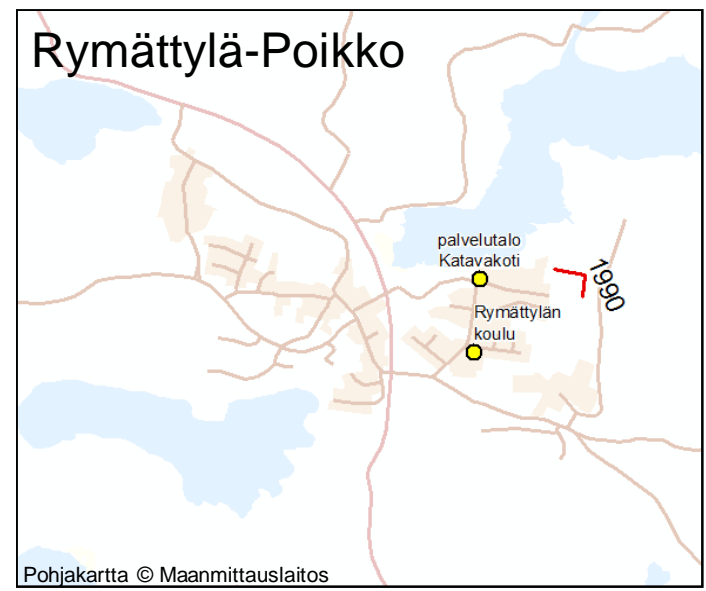 Rymättylä-Poikko
palvelutalo
Katavakoti
1990
Rymättylän
koulu
Pohjakartta © Maanmittauslaitos